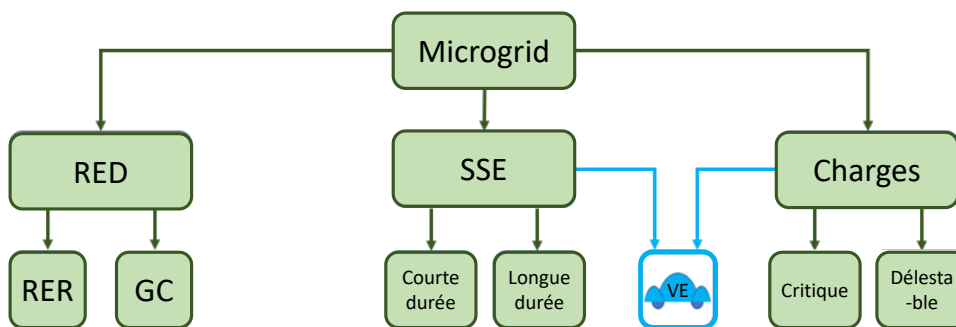 Microgrid
RED
SSE
Charges
RER
GC
Courte
durée
Longue
durée
VE
Critique
Délesta
-ble